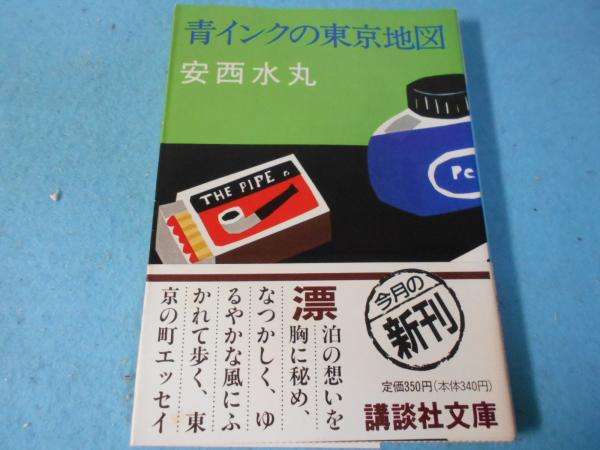 青インクの東京地図
安西水丸
THE PIPE
Pe
漂泊の想いを
胸に秘め、
なつかしく、ゆ
るやかな風にふ
かれて歩く、東
京の町エッセイ
今月の
新刊
定価350円(本体340円)
講談社文庫